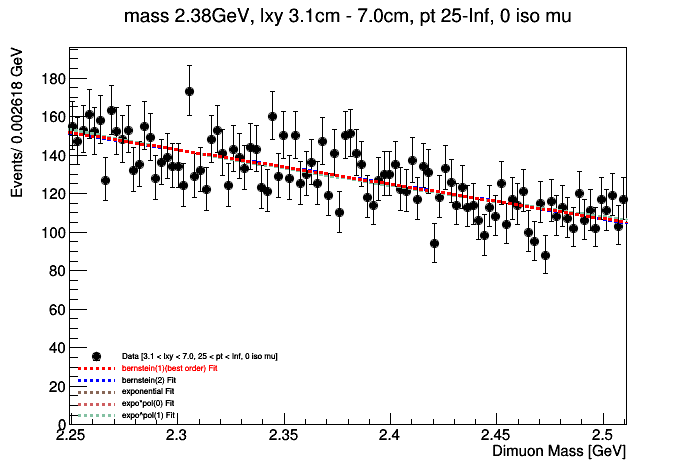 mass 2.38GeV, lxy 3.1cm - 7.0cm, pt 25-Inf, 0 iso mu
Events/ 0.002618 GeV
180
160
140
120
100
80
60
40
20
0
Data [3.1 < lxy < 7.0, 25 < pt < Inf, 0 iso mu]
bernstein(1)(best order) Fit
bernstein(2) Fit
exponential Fit
expo*pol(0) Fit
expo*pol(1) Fit
2.25 2.3 2.35 2.4 2.45 2.5
Dimuon Mass [GeV]